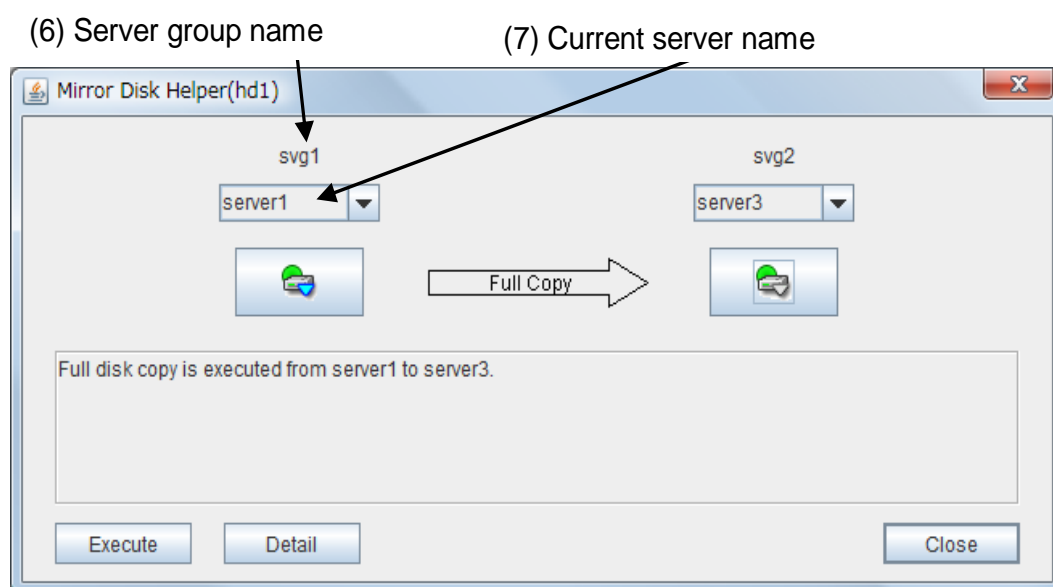 (6) Server group name
(7) Current server name
Mirror Disk Helper(hd1)
svg1
svg2
server1
server3
Full Copy
Full disk copy is executed from server1 to server3.
Execute
Detail
Close